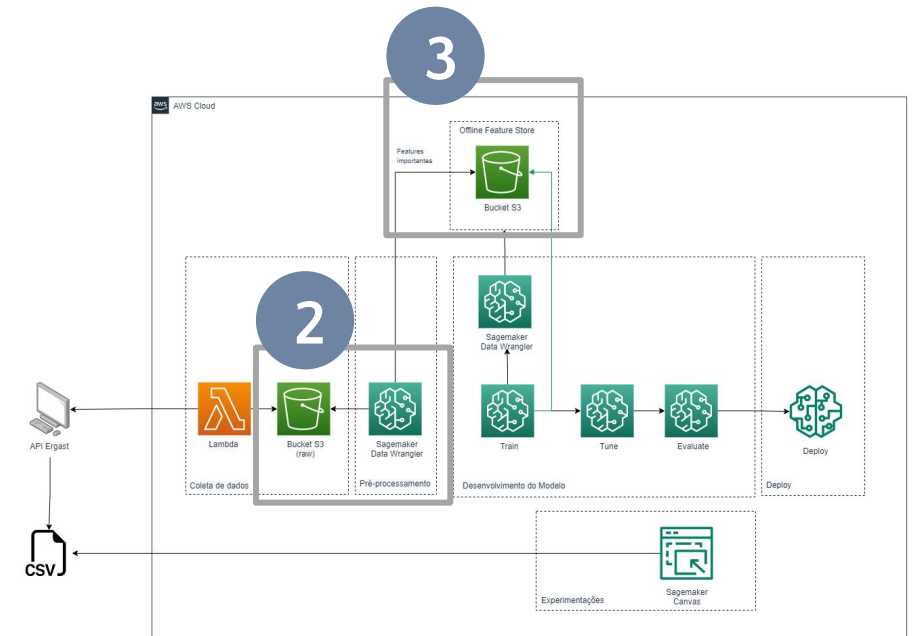 3
aws
AWS Cloud
Offline Feature Store
Features
importantes
Bucket S3
2
Sagemaker
Data Wrangler
API Ergast
Lambda
Bucket S3
(raw)
Sagemaker
Data Wrangler
Train
Tune
Evaluate
Deploy
Coleta de dados
Pré-processamento
Desenvolvimento do Modelo
Deploy
CSV
Sagemaker
Canvas
Experimentações